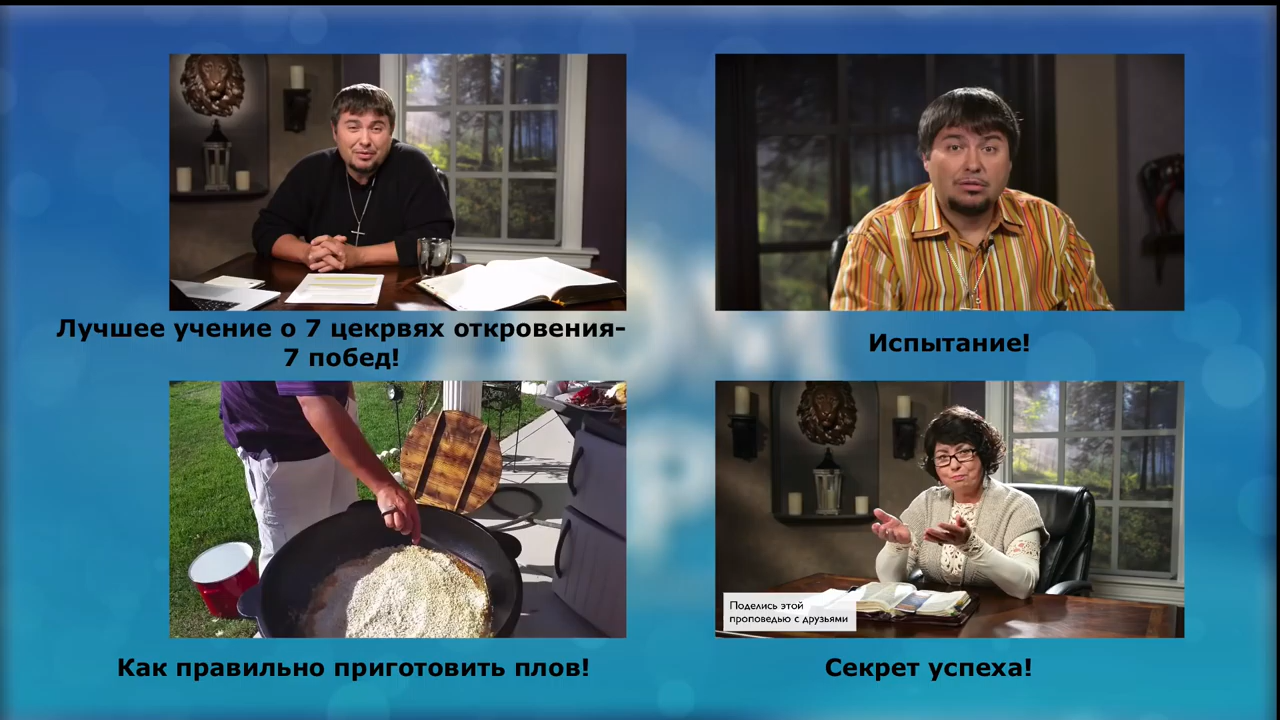 Лучшее учение о 7 цекрвях откровения-
7 побед!
Испытание!
Поделись этой
проповедью с друзьями
Как правильно приготовить плов!
Секрет успеха!